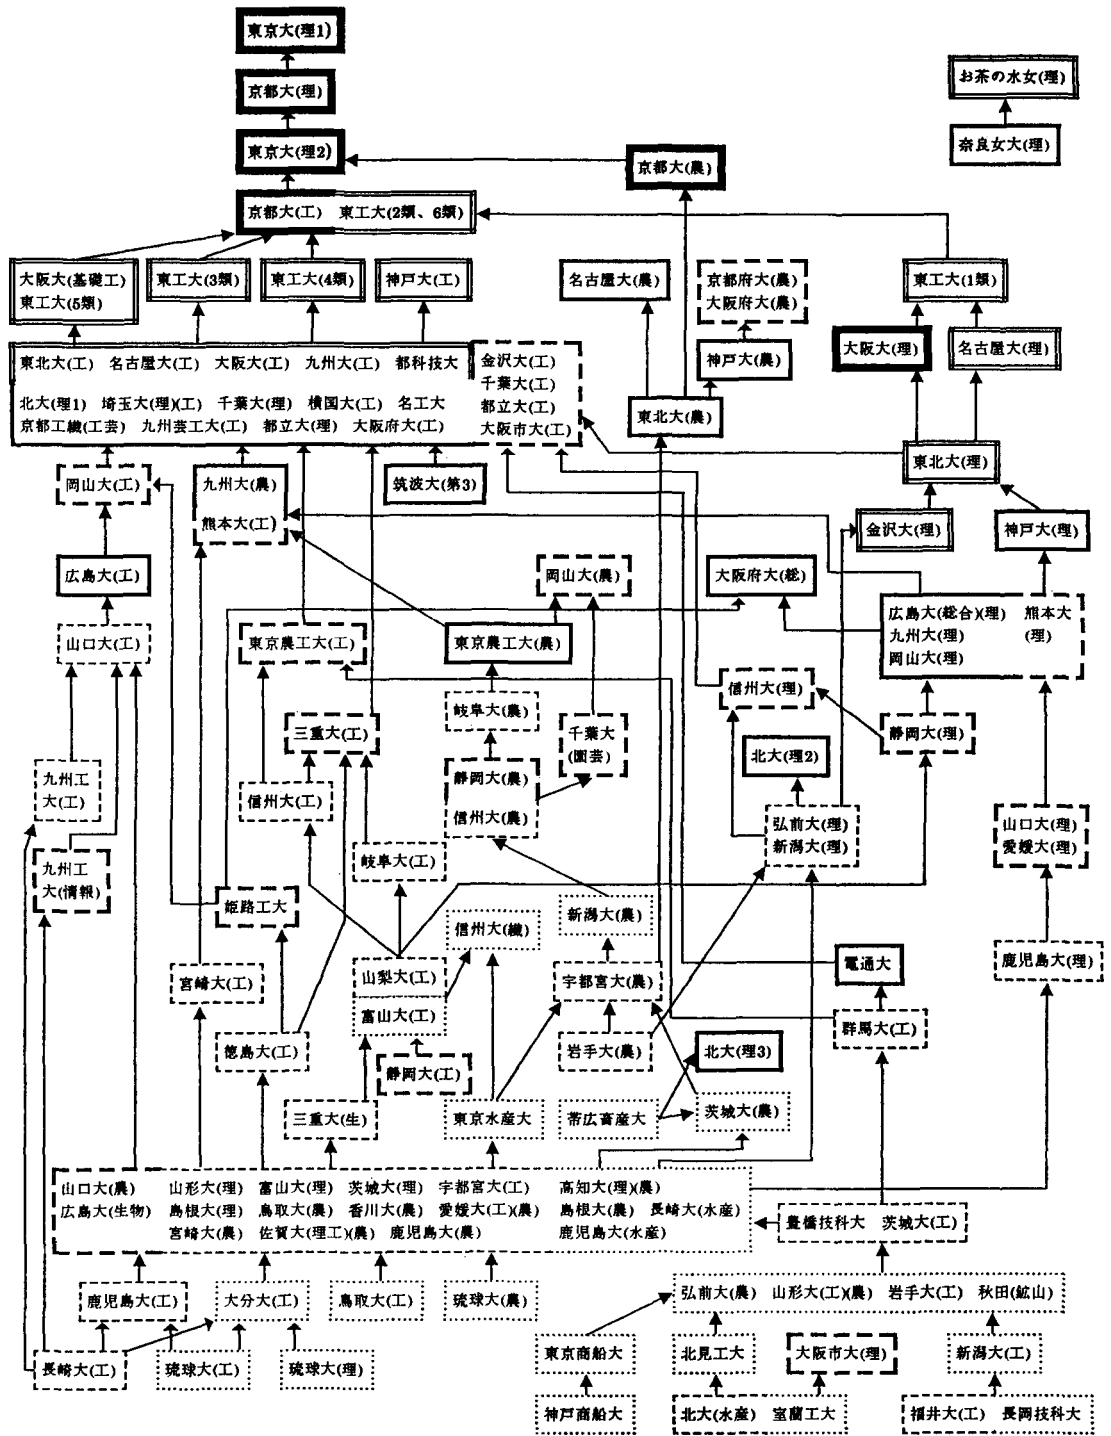 東京大(理1)
京都大(理)
東京大(理2)
京都大(農)
お茶の水女(理)
奈良女大(理)
京都大(工) 東工大(2類、6類)
大阪大(基礎工)
東工大(5類)
東工大(3類)
東工大(4類)
神戸大(工)
名古屋大(農)
京都府大(農)
大阪府大(農)
東工大(1類)
大阪大(理)
名古屋大(理)
神戸大(農)
東北大(工) 名古屋大(工) 大阪大(工) 九州大(工) 都科技大
北大(理1) 埼玉大(理)(工) 千葉大(理) 横国大(工) 名工大
京都工繊(工芸) 九州芸工大(工) 都立大(理) 大阪府大(工)
金沢大(工)
千葉大(工)
都立大(工)
大阪市大(工)
東北大(農)
東北大(理)
岡山大(工)
九州大(農)
熊本大(工)
筑波大(第3)
金沢大(理)
神戸大(理)
広島大(工)
岡山大(農)
大阪府大(総)
山口大(工)
東京農工大(工)
東京農工大(農)
広島大(総合)(理)
九州大(理)
岡山大(理)
熊本大
(理)
信州大(理)
岐阜大(農)
三重大(工)
千葉大
(園芸)
静岡大(理)
北大(理2)
九州工
大(工)
信州大(工)
静岡大(農)
信州大(農)
弘前大(理)
新潟大(理)
山口大(理)
愛媛大(理)
岐阜大(工)
九州工
大(情報)
姫路工大
信州大(繊)
新潟大(農)
宮崎大(工)
山梨大(工)
富山大(工)
宇都宮大(農)
電通大
鹿児島大(理)
徳島大(工)
静岡大(工)
岩手大(農)
北大(理3)
群馬大(工)
三重大(生)
東京水産大
帯広畜産大
茨城大(農)
山口大(農) 山形大(理) 富山大(理) 茨城大(理) 宇都宮大(工) 高知大(理)(農)
広島大(生物) 島根大(理) 鳥取大(農) 香川大(農) 愛媛大(工)(農) 島根大(農) 長崎大(水産)
宮崎大(農) 佐賀大(理工)(農) 鹿児島大(農) 鹿児島大(水産)
豊橋技科大 茨城大(工)
鹿児島大(工)
大分大(工)
鳥取大(工)
琉球大(農)
弘前大(農) 山形大(工)(農) 岩手大(工) 秋田(鉱山)
長崎大(工)
琉球大(工)
琉球大(理)
東京商船大
北見工大
大阪市大(理)
新潟大(工)
神戸商船大
北大(水産) 室蘭工大
福井大(工) 長岡技科大